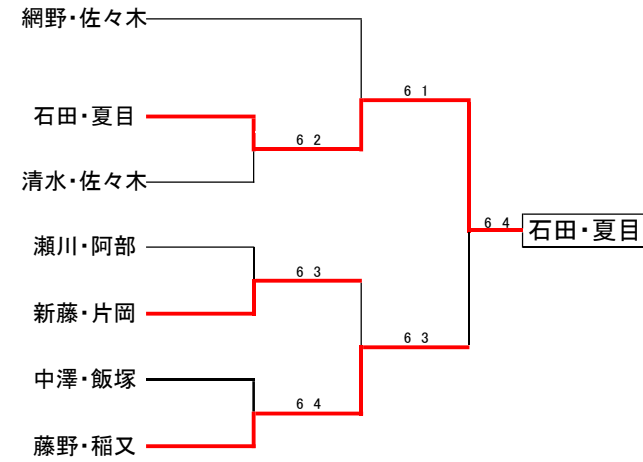 網野・佐々木
6 1
石田・夏目
6 2
清水・佐々木
6 4
石田・夏目
瀬川・阿部
6 3
新藤・片岡
6 3
中澤・飯塚
6 4
藤野・稲又